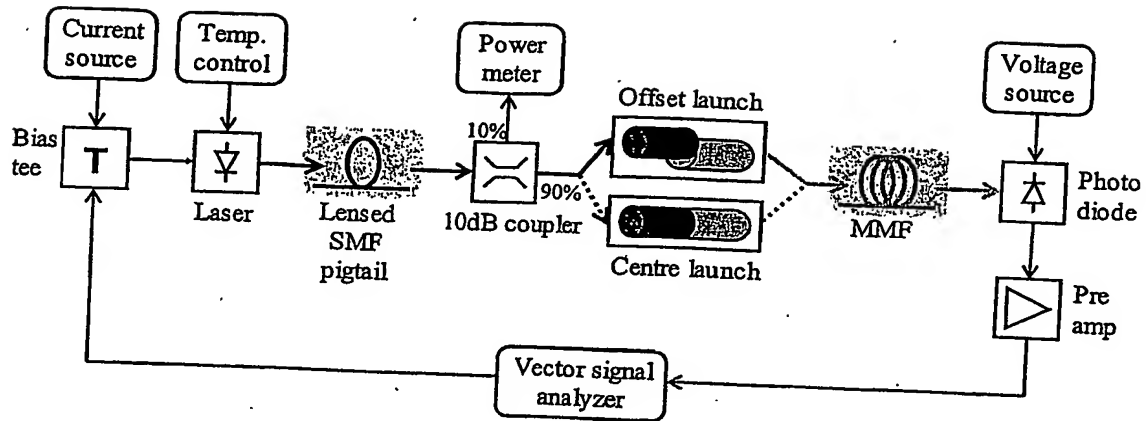 Current
source
Temp.
control
Power
meter
Voltage
source
Offset launch
10%
Bias
tee
T
90%
Photo
diode
Laser
Lensed
SMF
pigtail
10dB coupler
MMF
Centre launch
Pre
amp
Vector signal
analyzer